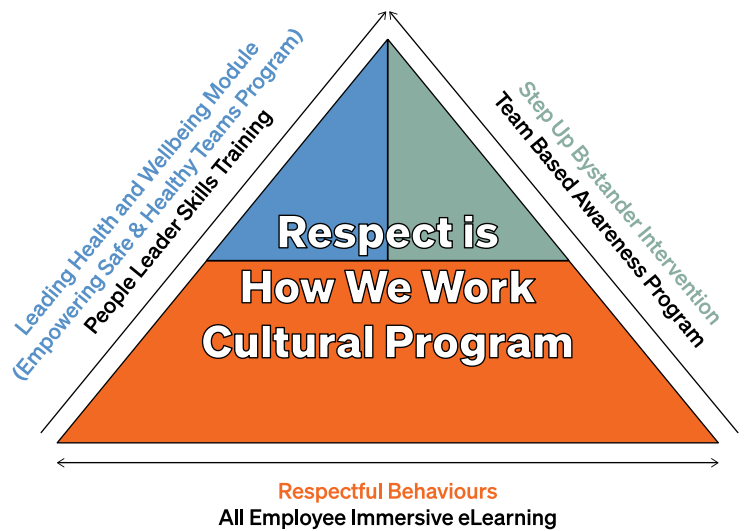 Leading Health and Wellbeing Module
(Empowering Safe & Healthy Teams Program)
People Leader Skills Training
Step Up Bystander Intervention
Team Based Awareness Program
Respect is
How We Work
Cultural Program
Respectful Behaviours
All Employee Immersive eLearning